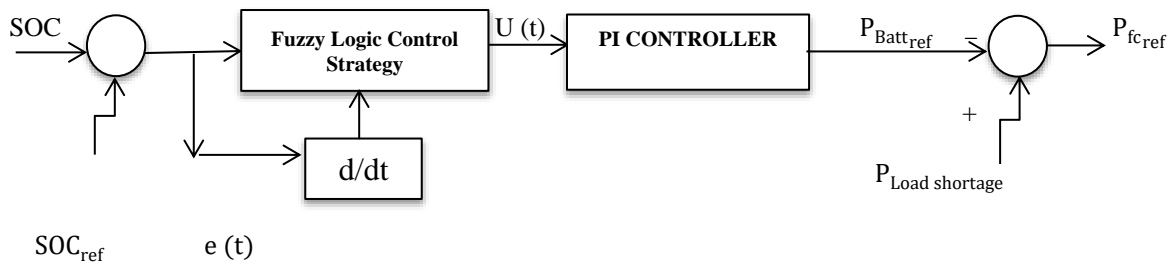 SOC
Fuzzy Logic Control
Strategy
U (t)
PI CONTROLLER
P_Batt_ref
−
P_fc_ref
+
d/dt
P_Load shortage
SOC_ref
e (t)